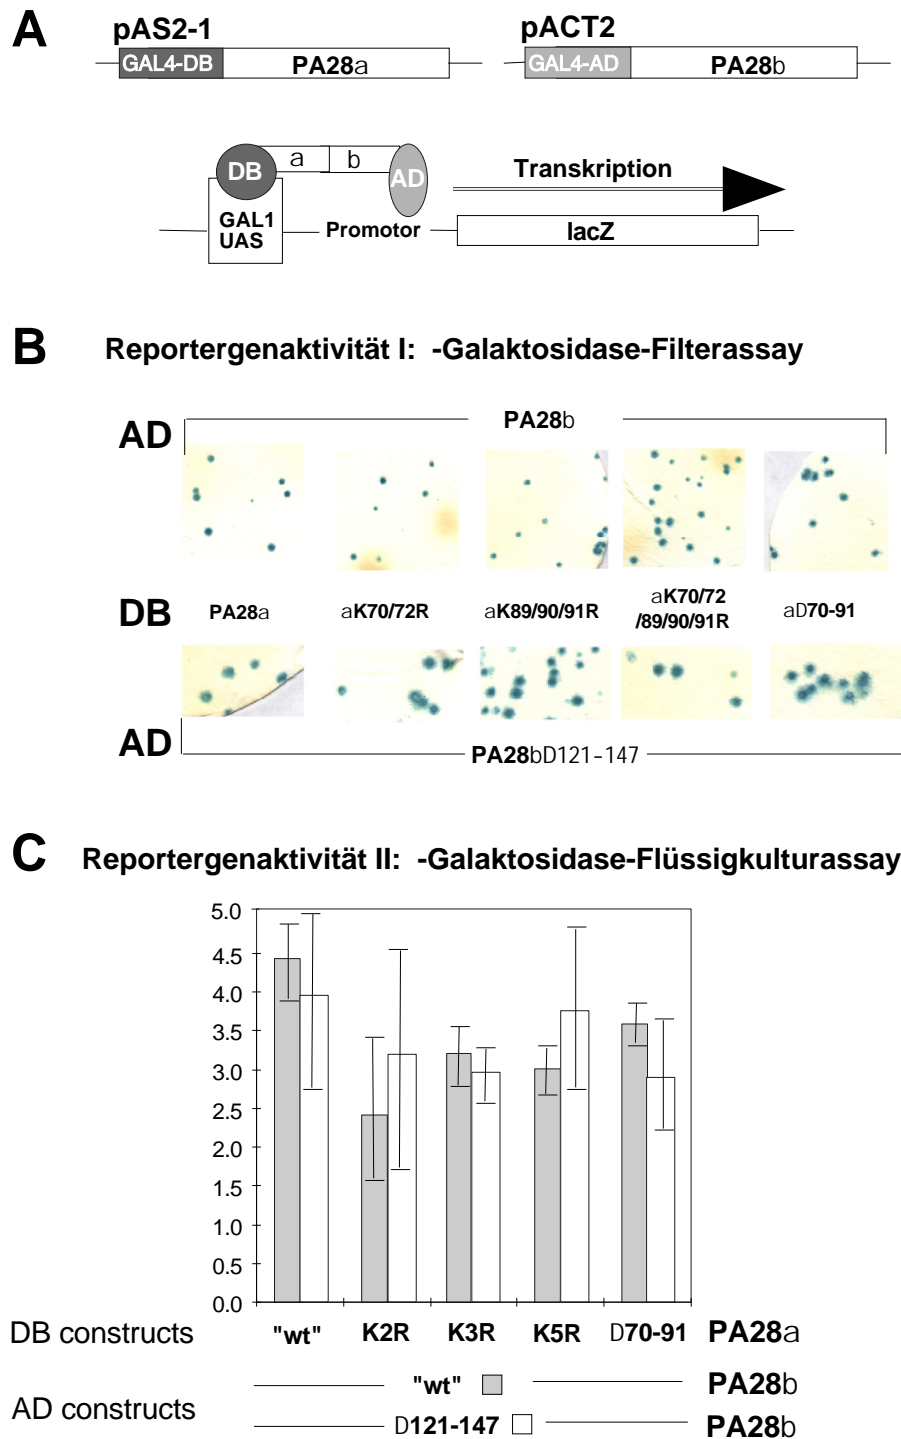 A
pAS2-1
pACT2
GAL4-DB PA28a
GAL4-AD PA28b
DB a b AD
Transkription
GAL1
UAS
Promotor
lacZ
B Reportergenaktivität I: -Galaktosidase-Filterassay
AD PA28b
DB PA28a aK70/72R aK89/90/91R aK70/72
/89/90/91R aD70-91
AD PA28bD121-147
C Reportergenaktivität II: -Galaktosidase-Flüssigkulturassay
5.0
4.5
4.0
3.5
3.0
2.5
2.0
1.5
1.0
0.5
0.0
DB constructs "wt" K2R K3R K5R D70-91 PA28a
"wt" PA28b
AD constructs
D121-147 PA28b